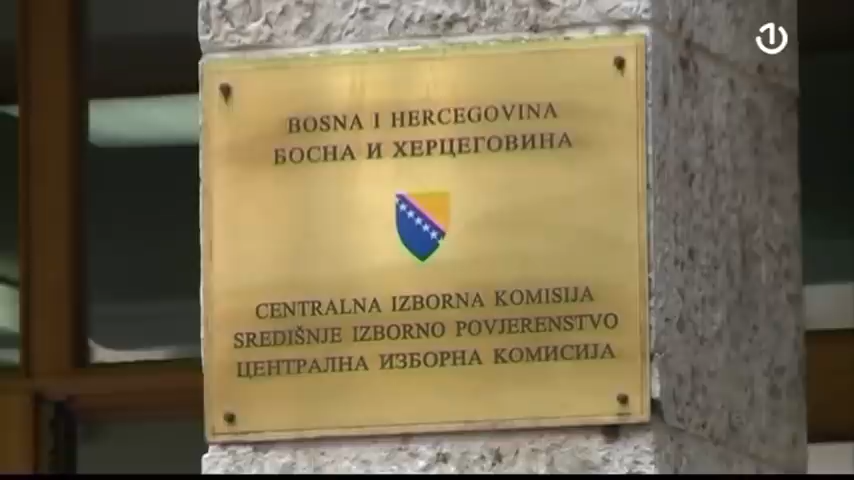 BOSNA I HERCEGOVINA
БОСНА И ХЕРЦЕГОВИНА
CENTRALNA IZBORNA KOMISIJA
SREDIŠNJE IZBORNO POVJERENSTVO
ЦЕНТРАЛНА ИЗБОРНА КОМИСИЈА